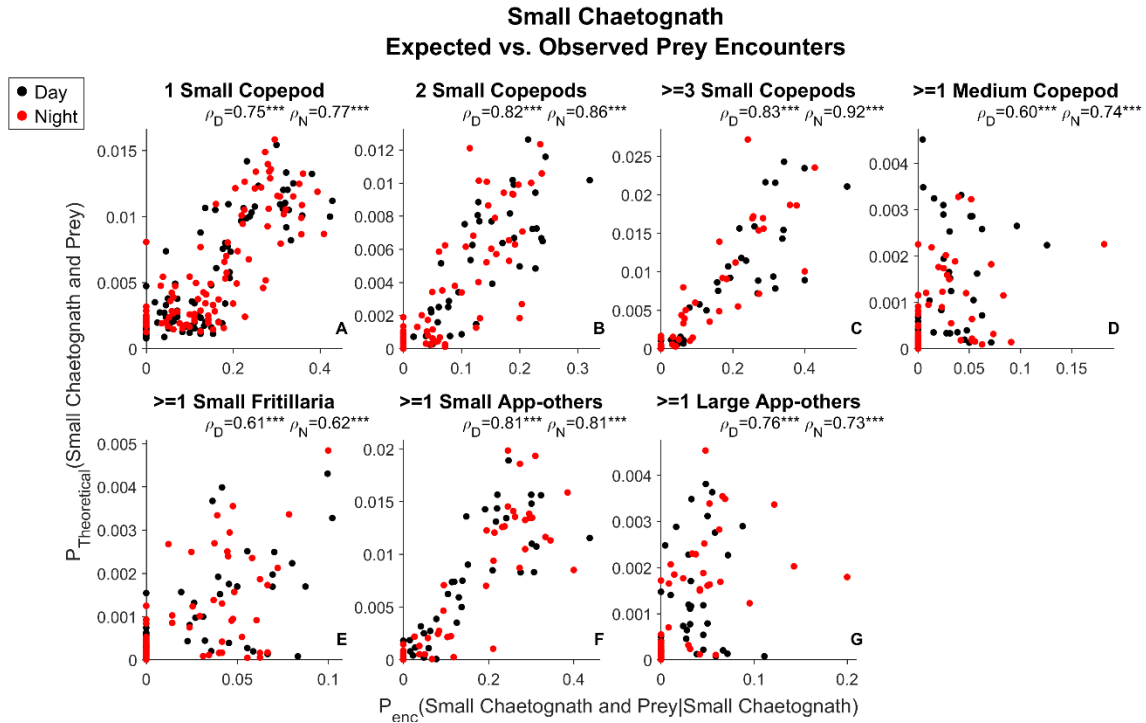 Small Chaetognath
Expected vs. Observed Prey Encounters
Day
Night
1 Small Copepod
ρD=0.75*** ρN=0.77***
0.015
0.01
0.005
0
0 0.2 0.4
A
2 Small Copepods
ρD=0.82*** ρN=0.86***
0.012
0.01
0.008
0.006
0.004
0.002
0
0 0.1 0.2 0.3
B
>=3 Small Copepods
ρD=0.83*** ρN=0.92***
0.025
0.02
0.015
0.01
0.005
0
0 0.2 0.4
C
>=1 Medium Copepod
ρD=0.60*** ρN=0.74***
0.004
0.003
0.002
0.001
0
0 0.05 0.1 0.15
D
>=1 Small Fritillaria
ρD=0.61*** ρN=0.62***
0.005
0.004
0.003
0.002
0.001
0
0 0.05 0.1
E
>=1 Small App-others
ρD=0.81*** ρN=0.81***
0.02
0.015
0.01
0.005
0
0 0.2 0.4
F
>=1 Large App-others
ρD=0.76*** ρN=0.73***
0.005
0.004
0.003
0.002
0.001
0
0 0.1 0.2
G
PTheoretical(Small Chaetognath and Prey)
Penc(Small Chaetognath and Prey|Small Chaetognath)